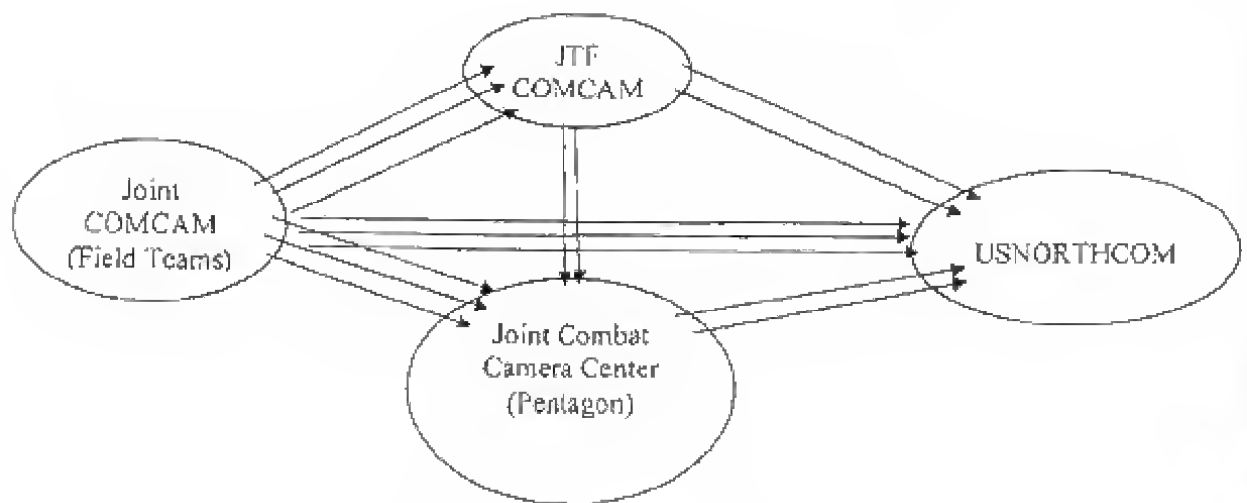 JTF
COMCAM
Joint
COMCAM
(Field Teams)
USNORTHCOM
Joint Combat
Camera Center
(Pentagon)